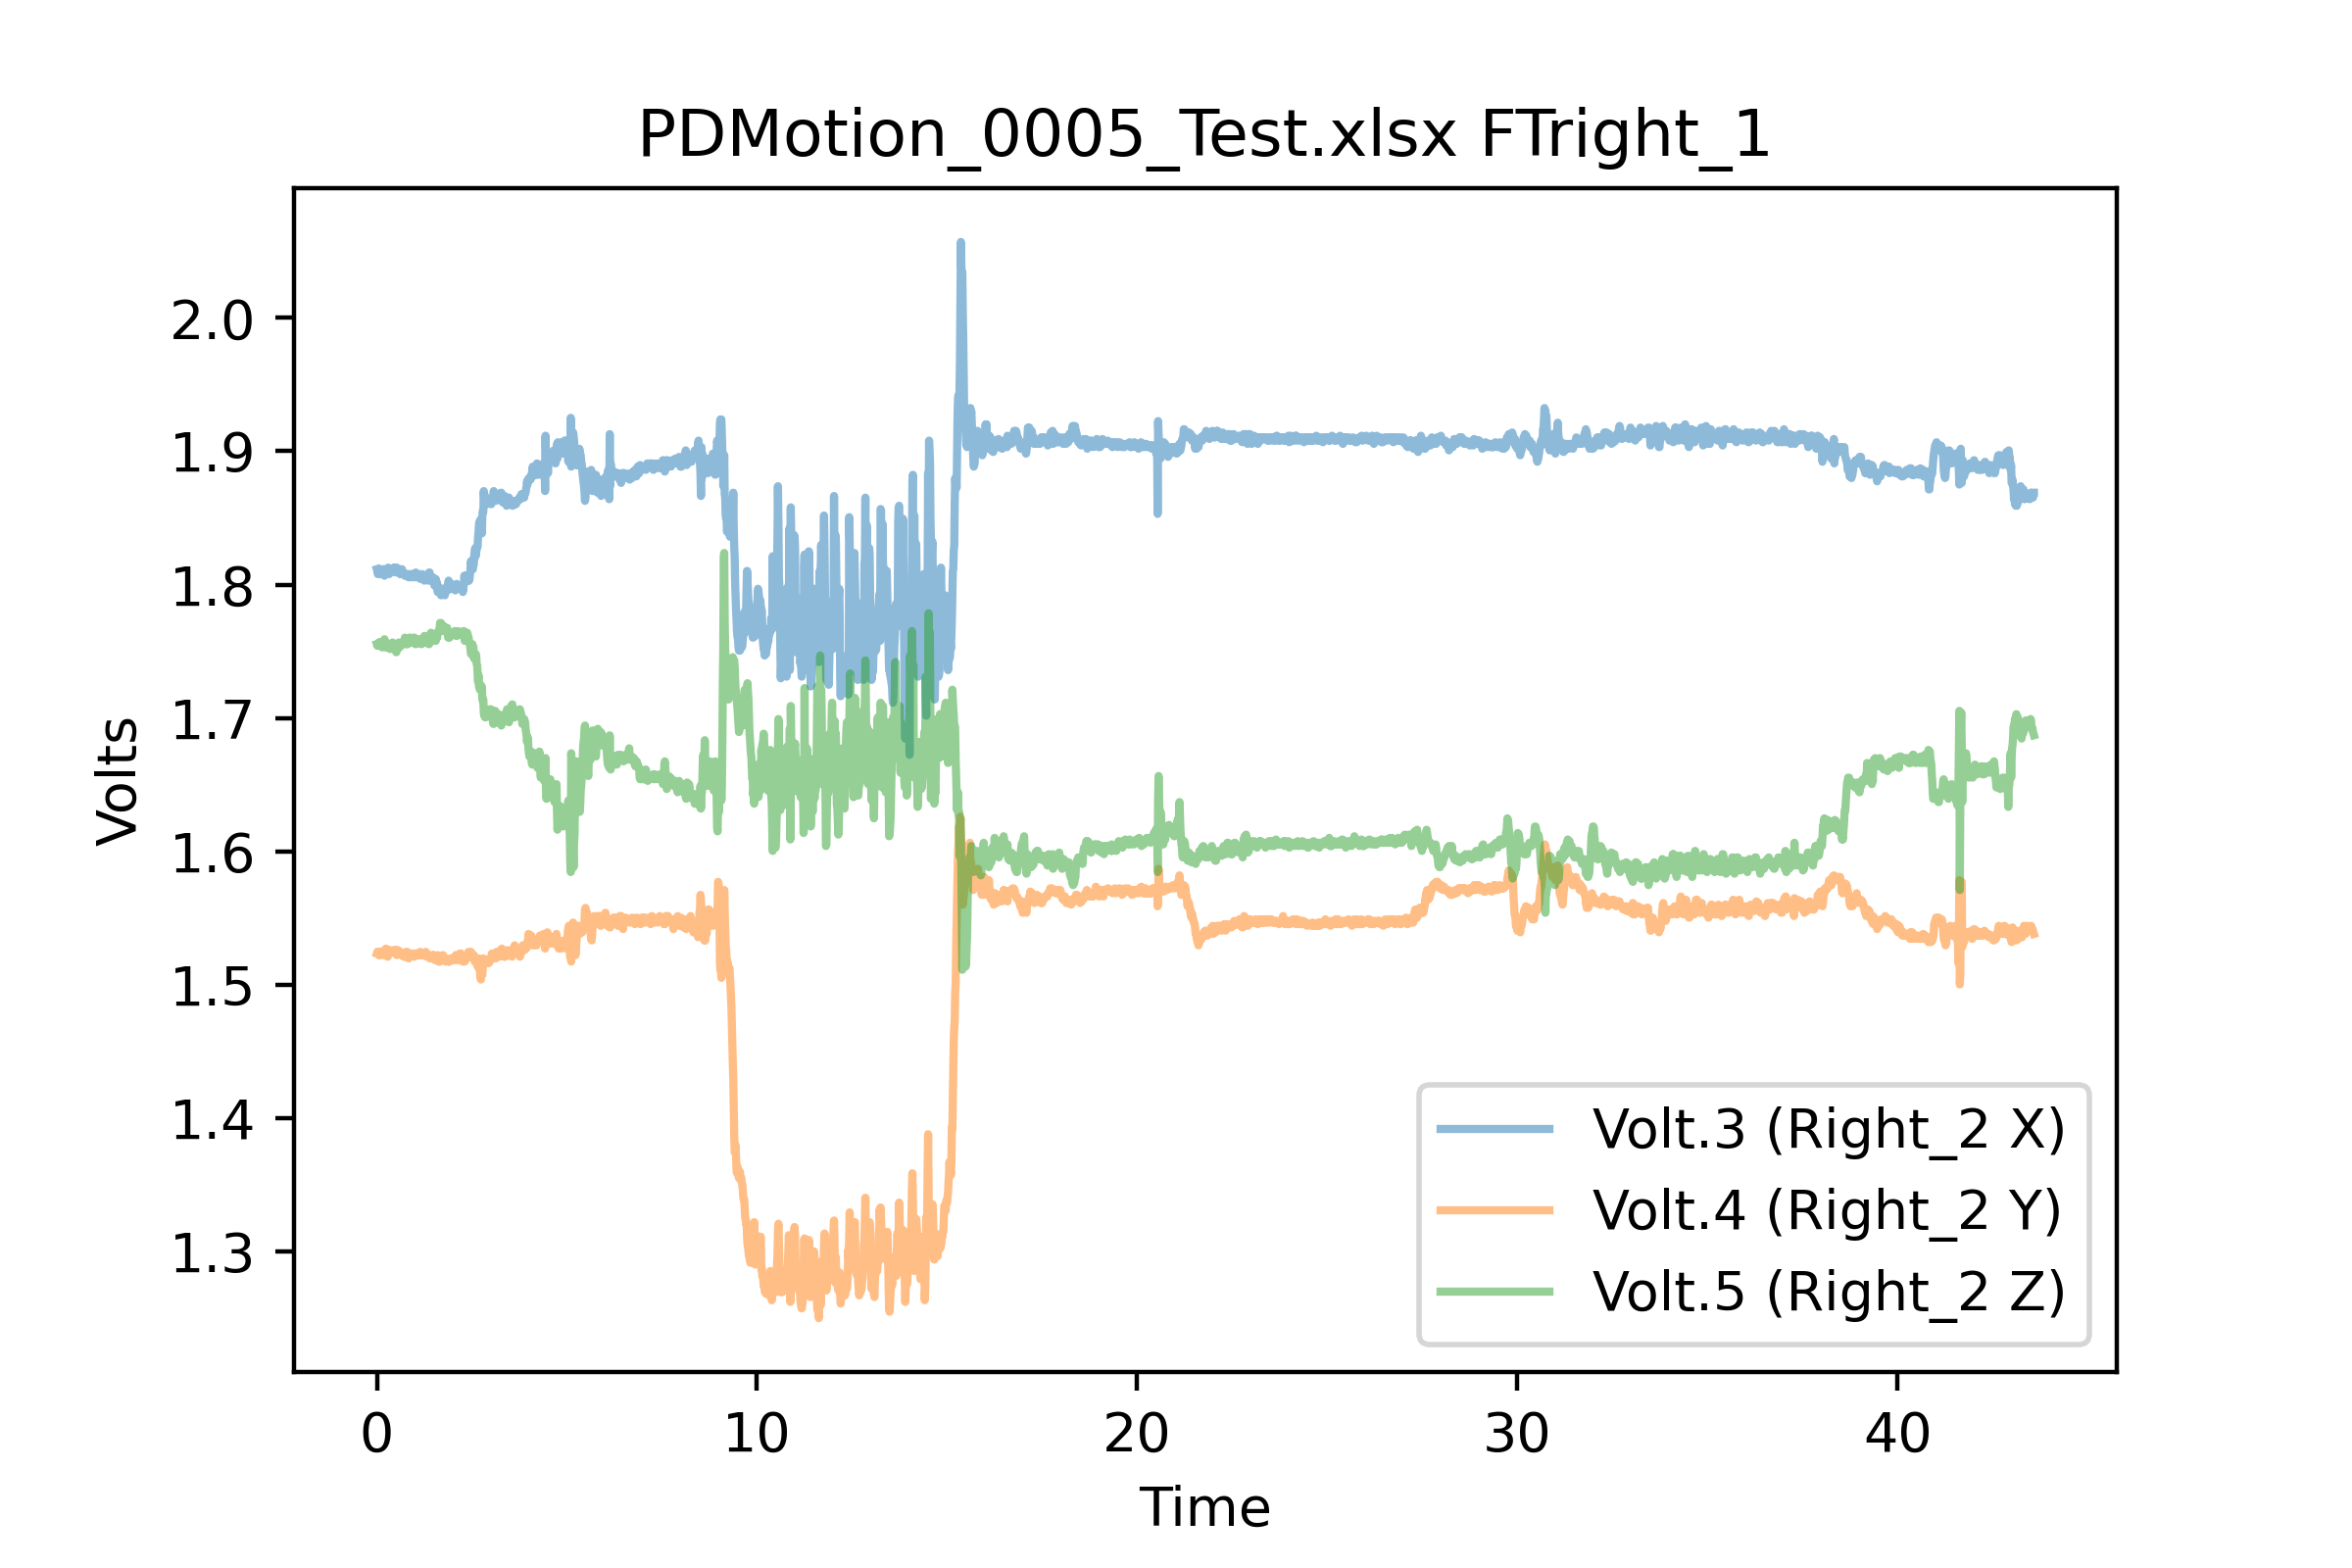 PDMotion_0005_Test.xlsx FTright_1
2.0
1.9
1.8
1.7
1.6
1.5
1.4
1.3
Volts
Volt.3 (Right_2 X)
Volt.4 (Right_2 Y)
Volt.5 (Right_2 Z)
0 10 20 30 40
Time